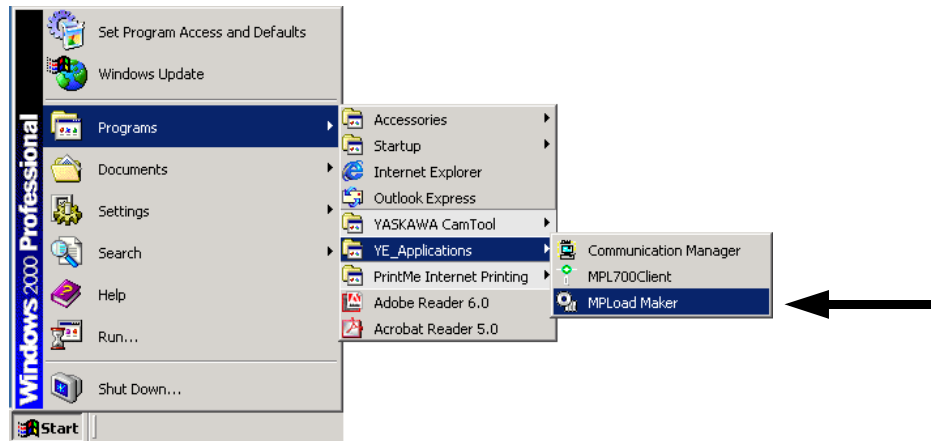 Windows 2000 Professional
Set Program Access and Defaults
Windows Update
Programs
Documents
Settings
Search
Help
Run...
Shut Down...
Start
Accessories
Startup
Internet Explorer
Outlook Express
YASKAWA CamTool
YE_Applications
PrintMe Internet Printing
Adobe Reader 6.0
Acrobat Reader 5.0
Communication Manager
MPL700Client
MPLoad Maker